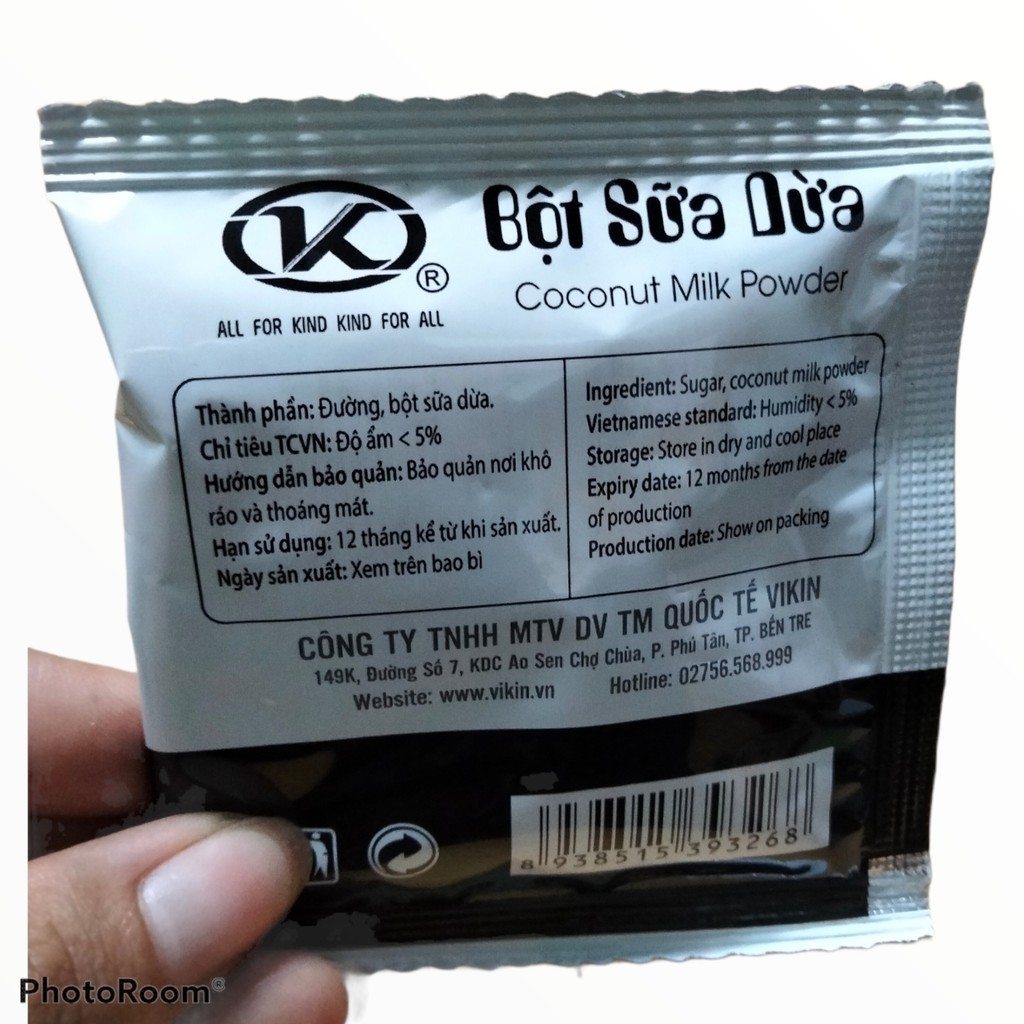 K ®
ALL FOR KIND KIND FOR ALL
Bột Sữa Dừa
Coconut Milk Powder
Thành phần: Đường, bột sữa dừa.
Chỉ tiêu TCVN: Độ ẩm < 5%
Hướng dẫn bảo quản: Bảo quản nơi khô
ráo và thoáng mát.
Hạn sử dụng: 12 tháng kể từ khi sản xuất.
Ngày sản xuất: Xem trên bao bì
Ingredient: Sugar, coconut milk powder
Vietnamese standard: Humidity < 5%
Storage: Store in dry and cool place
Expiry date: 12 months from the date
of production
Production date: Show on packing
CÔNG TY TNHH MTV DV TM QUỐC TẾ VIKIN
149K, Đường Số 7, KDC Ao Sen Chợ Chùa, P. Phú Tân, TP. BẾN TRE
Website: www.vikin.vn Hotline: 02756.568.999
8 938515 393268
PhotoRoom®